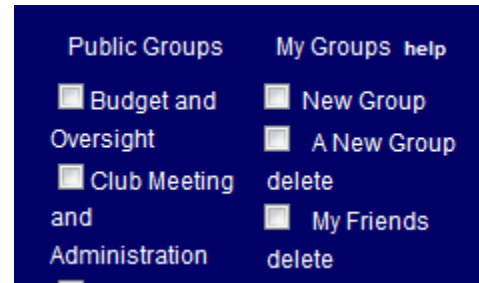 Public Groups
Budget and
Oversight
Club Meeting
and
Administration
My Groups help
New Group
A New Group
delete
My Friends
delete